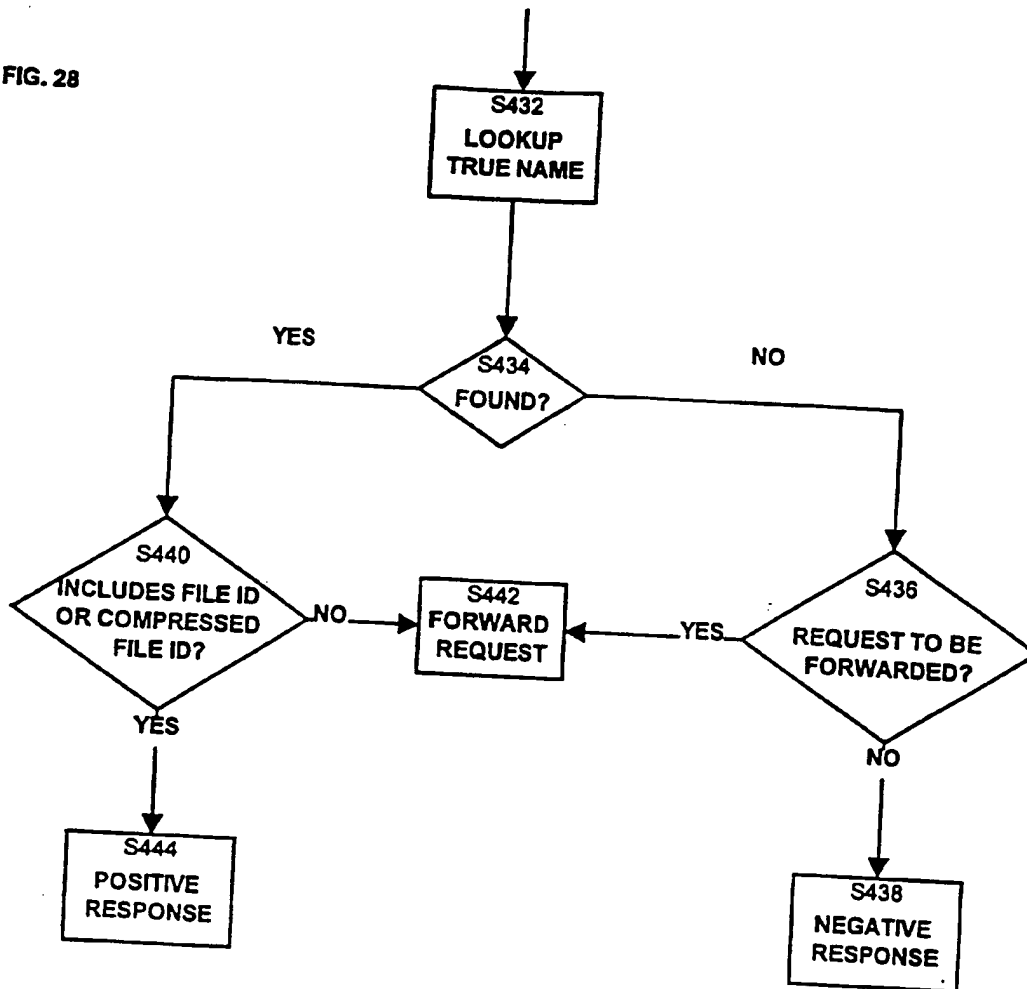 FIG. 28
S432
LOOKUP
TRUE NAME
YES
S434
FOUND?
NO
S440
INCLUDES FILE ID
OR COMPRESSED
FILE ID?
NO
S442
FORWARD
REQUEST
YES
S436
REQUEST TO BE
FORWARDED?
YES
NO
S444
POSITIVE
RESPONSE
S438
NEGATIVE
RESPONSE